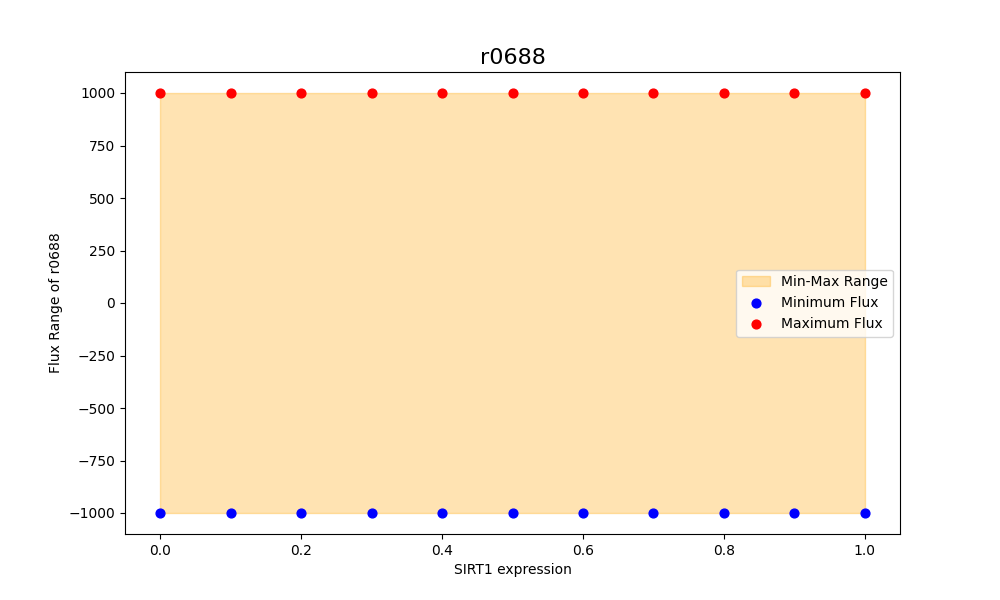 r0688
1000
750
500
250
0
−250
−500
−750
−1000
Flux Range of r0688
Min-Max Range
Minimum Flux
Maximum Flux
0.0 0.2 0.4 0.6 0.8 1.0
SIRT1 expression